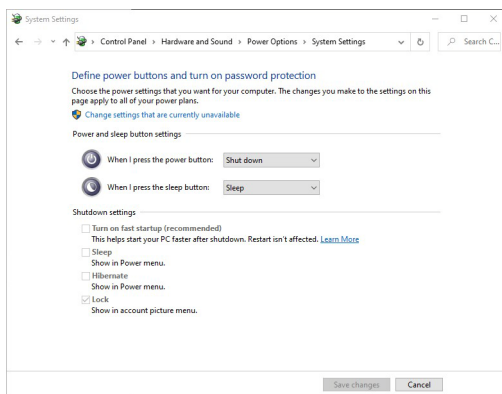 System Settings
Control Panel > Hardware and Sound > Power Options > System Settings
Search C...
Define power buttons and turn on password protection
Choose the power settings that you want for your computer. The changes you make to the settings on this
page apply to all of your power plans.
Change settings that are currently unavailable
Power and sleep button settings
When I press the power button: Shut down
When I press the sleep button: Sleep
Shutdown settings
Turn on fast startup (recommended)
This helps start your PC faster after shutdown. Restart isn't affected. Learn More
Sleep
Show in Power menu.
Hibernate
Show in Power menu.
Lock
Show in account picture menu.
Save changes Cancel